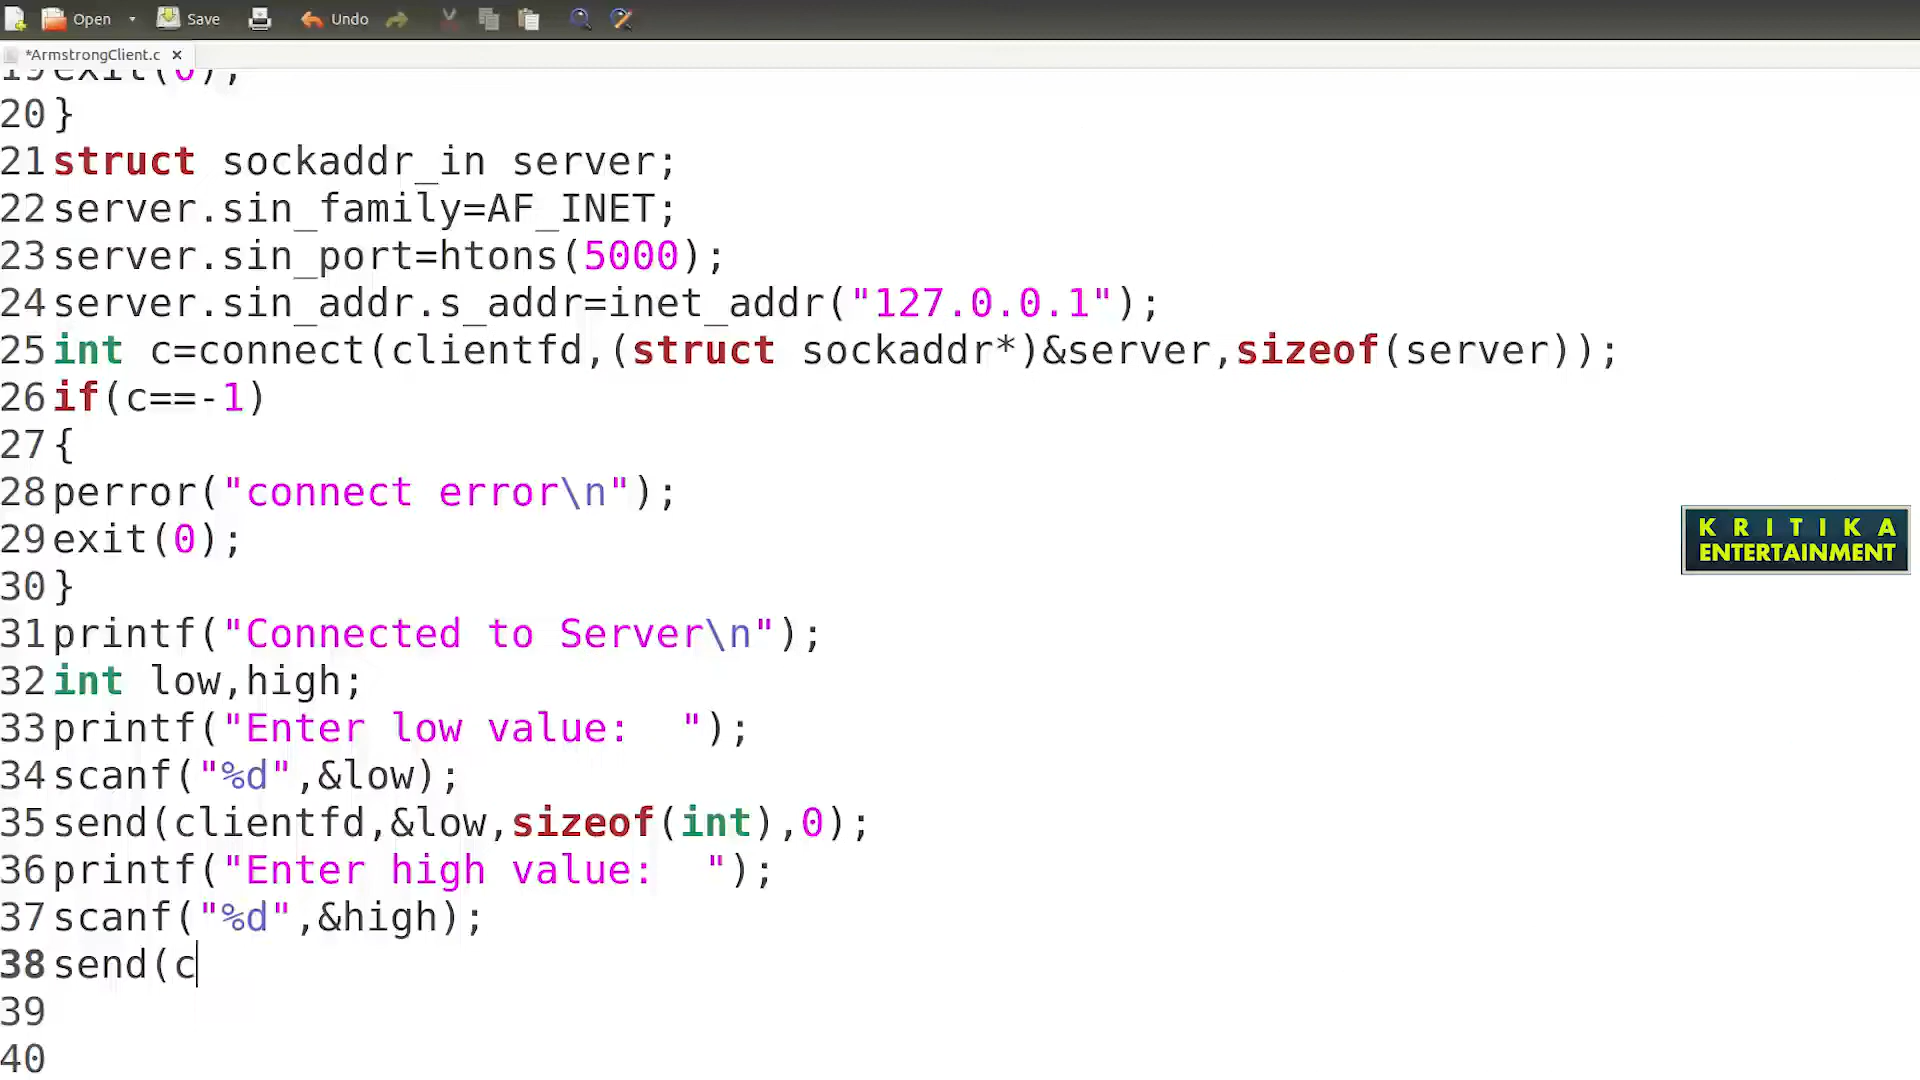 Open Save Undo
*ArmstrongClient.c ×
19exit(0);
20}
21struct sockaddr_in server;
22server.sin_family=AF_INET;
23server.sin_port=htons(5000);
24server.sin_addr.s_addr=inet_addr("127.0.0.1");
25int c=connect(clientfd,(struct sockaddr*)&server,sizeof(server));
26if(c==-1)
27{
28perror("connect error\n");
29exit(0);
30}
31printf("Connected to Server\n");
32int low,high;
33printf("Enter low value:  ");
34scanf("%d",&low);
35send(clientfd,&low,sizeof(int),0);
36printf("Enter high value:  ");
37scanf("%d",&high);
38send(c
39
40
KRITIKA
ENTERTAINMENT